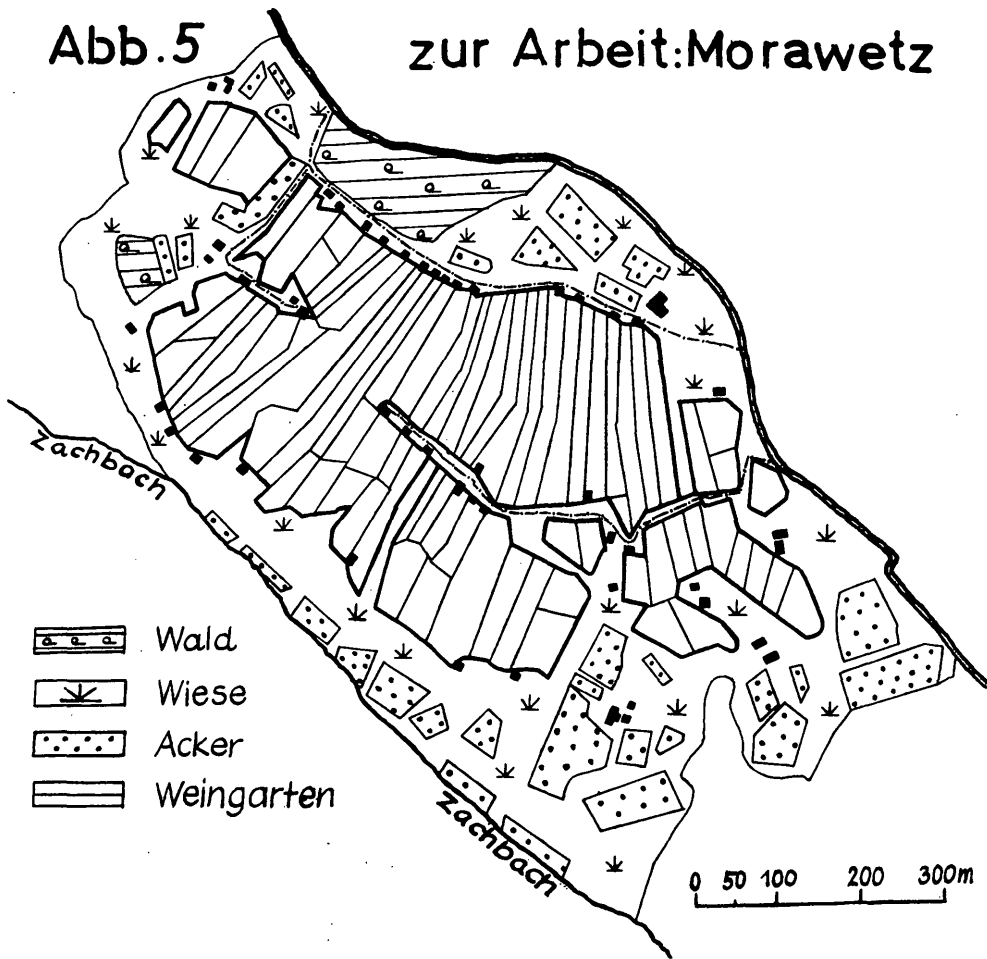 Abb. 5 zur Arbeit: Morawetz
Zachbach
Wald
Wiese
Acker
Weingarten
Zachbach
0 50 100 200 300m